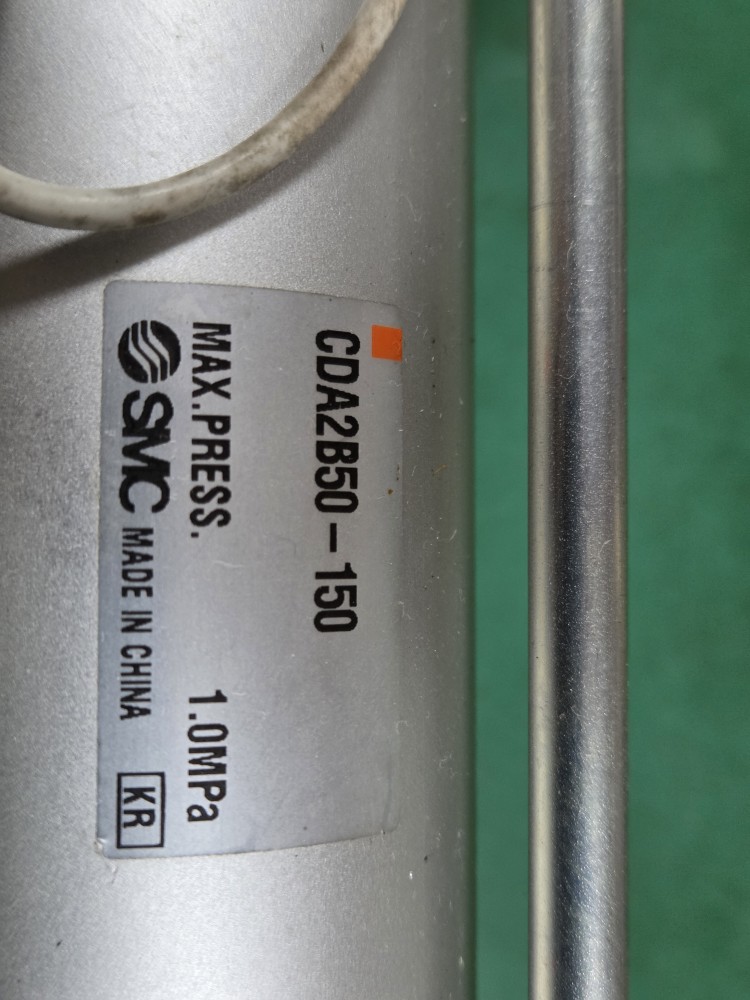 CDA2B50-150
MAX.PRESS. 1.0MPa
SMC MADE IN CHINA KR